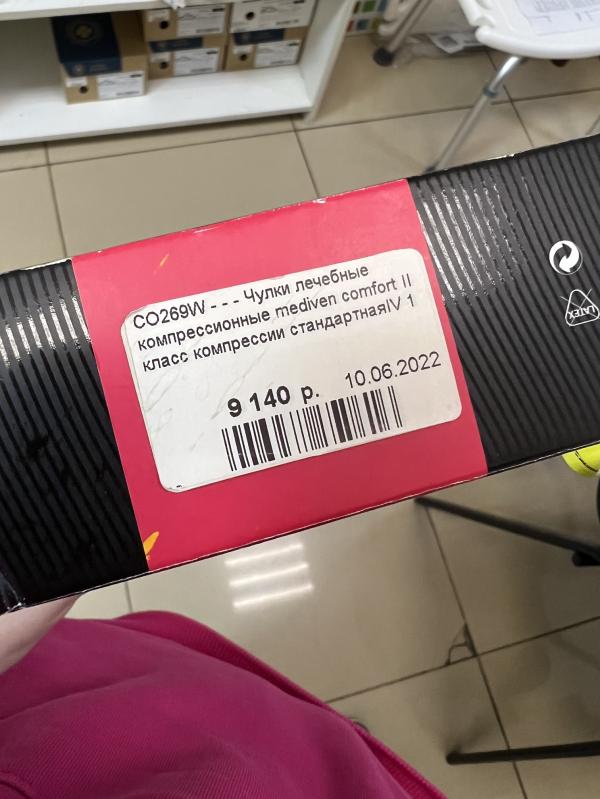 CO269W - - - Чулки лечебные
компрессионные mediven comfort II
класс компрессии стандартнаяIV 1
9 140 р. 10.06.2022
LATEX